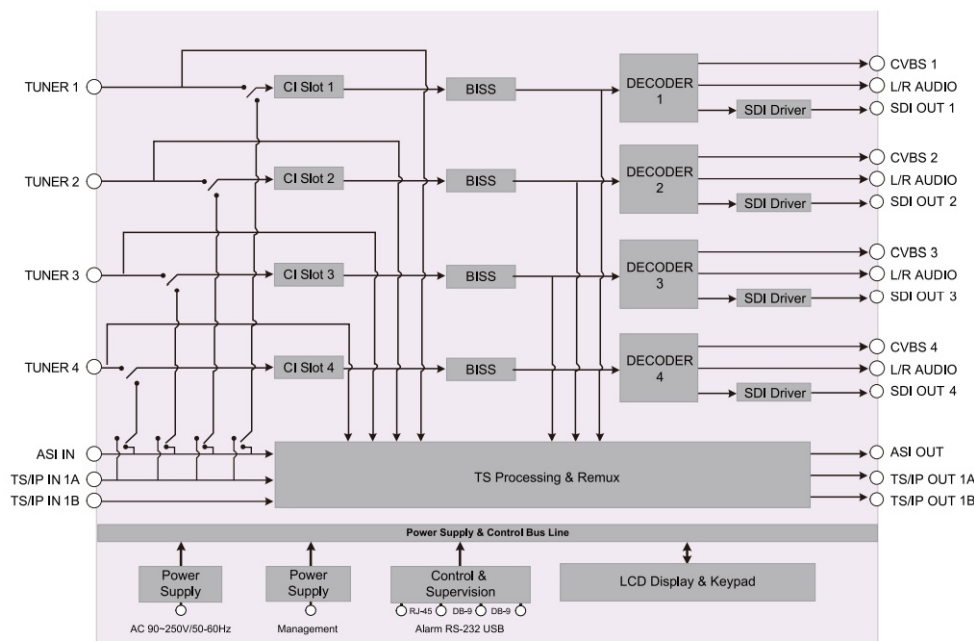 TUNER 1
CI Slot 1
BISS
DECODER
1
CVBS 1
L/R AUDIO
SDI Driver
SDI OUT 1
TUNER 2
CI Slot 2
BISS
DECODER
2
CVBS 2
L/R AUDIO
SDI Driver
SDI OUT 2
TUNER 3
CI Slot 3
BISS
DECODER
3
CVBS 3
L/R AUDIO
SDI Driver
SDI OUT 3
TUNER 4
CI Slot 4
BISS
DECODER
4
CVBS 4
L/R AUDIO
SDI Driver
SDI OUT 4
ASI IN
TS/IP IN 1A
TS/IP IN 1B
TS Processing & Remux
ASI OUT
TS/IP OUT 1A
TS/IP OUT 1B
Power Supply & Control Bus Line
Power
Supply
AC 90~250V/50-60Hz
Power
Supply
Management
Control &
Supervision
RJ-45 DB-9 DB-9
Alarm RS-232 USB
LCD Display & Keypad